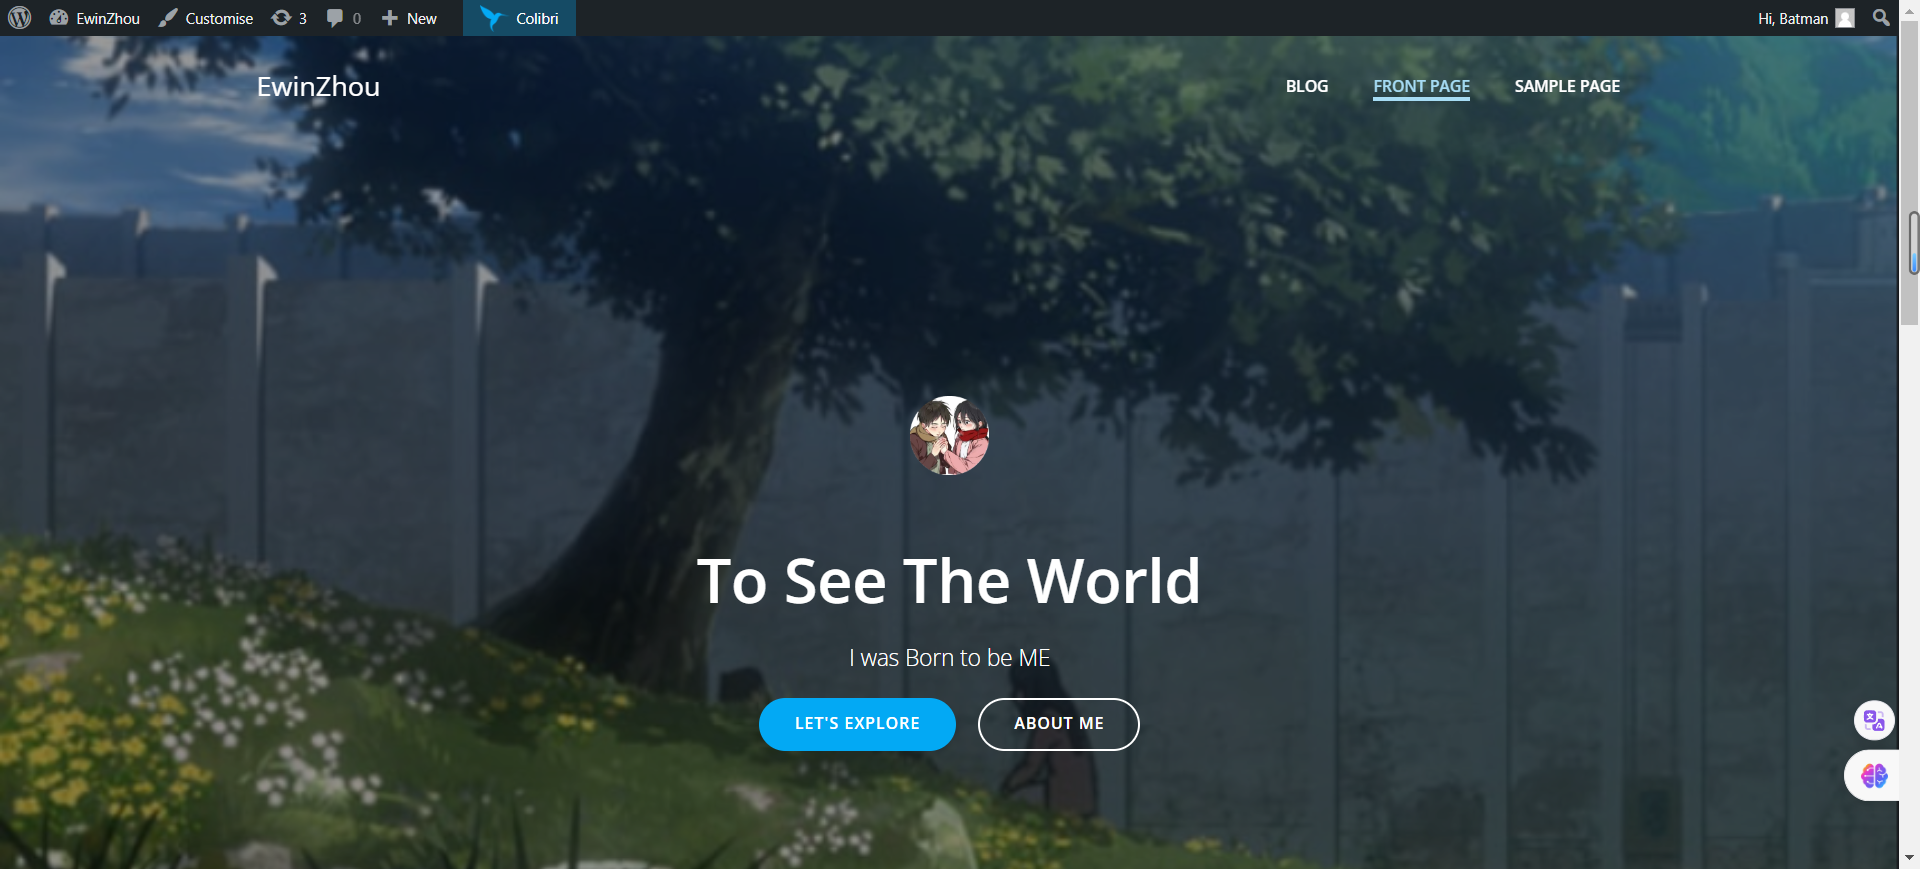 EwinZhou Customise 3 0 New Colibri Hi, Batman
EwinZhou BLOG FRONT PAGE SAMPLE PAGE
To See The World
I was Born to be ME
LET'S EXPLORE ABOUT ME